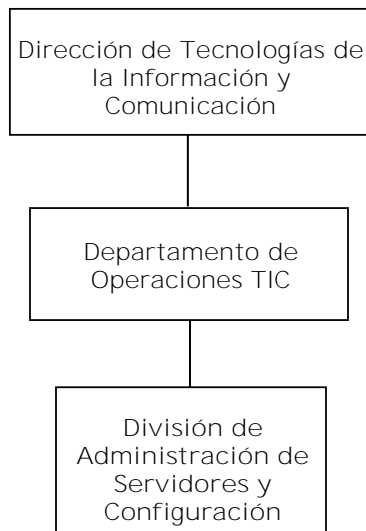 Dirección de Tecnologías de
la Información y
Comunicación
Departamento de
Operaciones TIC
División de
Administración de
Servidores y
Configuración